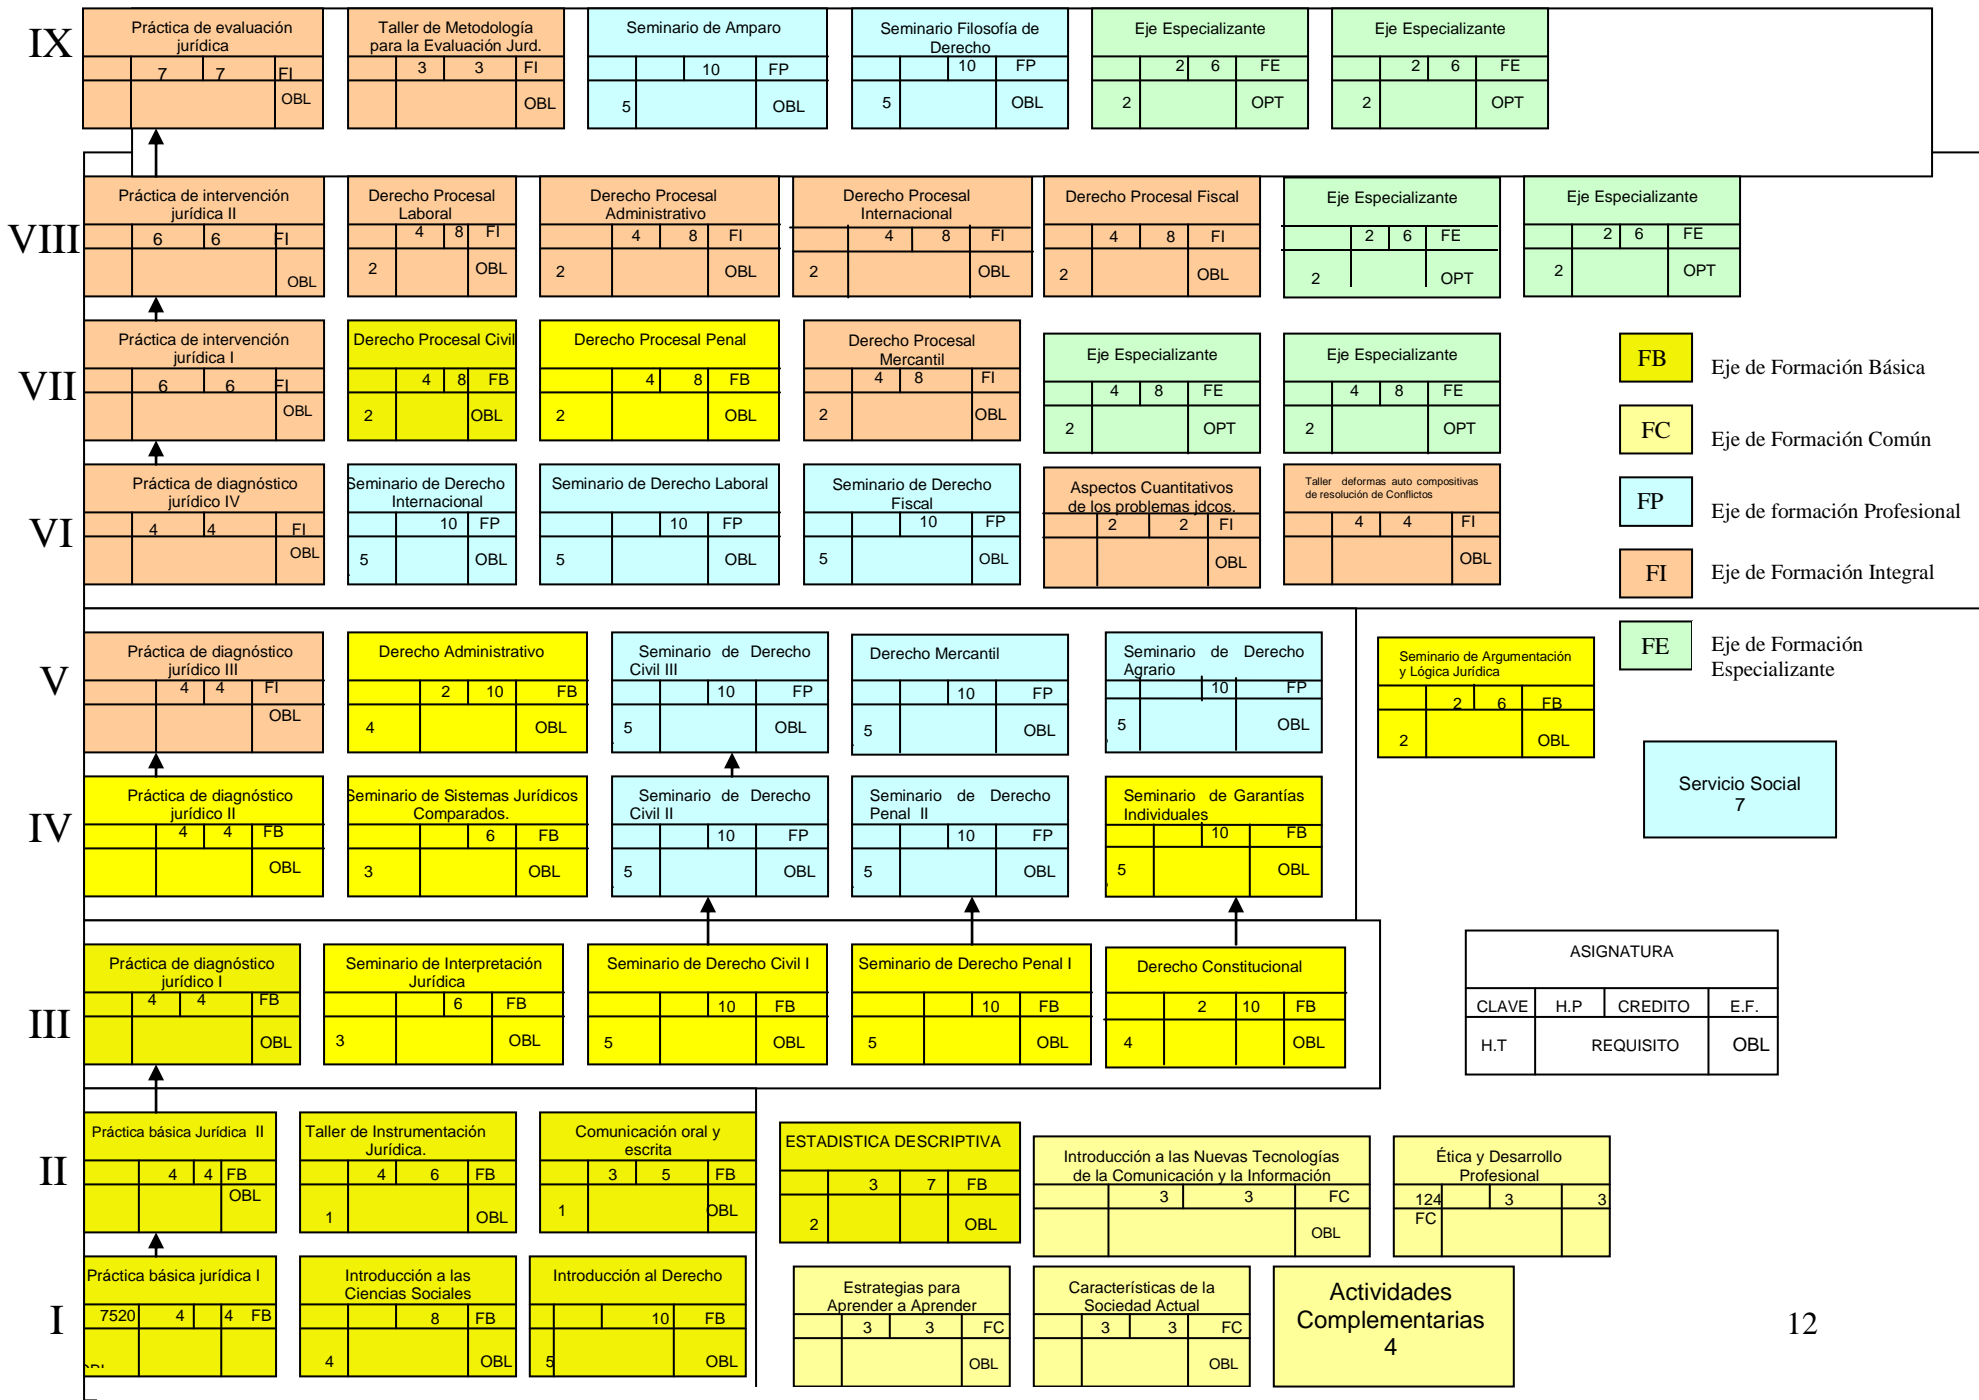 IX
Práctica de evaluación
jurídica
7 7 FI
OBL
Taller de Metodología
para la Evaluación Jurd.
3 3 FI
OBL
Seminario de Amparo
10 FP
5 OBL
Seminario Filosofía de
Derecho
10 FP
5 OBL
Eje Especializante
2 6 FE
2 OPT
Eje Especializante
2 6 FE
2 OPT
VIII
Práctica de intervención
jurídica II
6 6 FI
OBL
Derecho Procesal
Laboral
4 8 FI
2 OBL
Derecho Procesal
Administrativo
4 8 FI
2 OBL
Derecho Procesal
Internacional
4 8 FI
2 OBL
Derecho Procesal Fiscal
4 8 FI
2 OBL
Eje Especializante
2 6 FE
2 OPT
Eje Especializante
2 6 FE
2 OPT
VII
Práctica de intervención
jurídica I
6 6 FI
OBL
Derecho Procesal Civil
4 8 FB
2 OBL
Derecho Procesal Penal
4 8 FB
2 OBL
Derecho Procesal
Mercantil
4 8 FI
2 OBL
Eje Especializante
4 8 FE
2 OPT
Eje Especializante
4 8 FE
2 OPT
FB Eje de Formación Básica
FC Eje de Formación Común
FP Eje de formación Profesional
FI Eje de Formación Integral
FE Eje de Formación
Especializante
VI
Práctica de diagnóstico
jurídico IV
4 4 FI
OBL
Seminario de Derecho
Internacional
10 FP
5 OBL
Seminario de Derecho Laboral
10 FP
5 OBL
Seminario de Derecho
Fiscal
10 FP
5 OBL
Aspectos Cuantitativos
de los problemas jdcos.
2 2 FI
OBL
Taller deformas auto compositivas
de resolución de Conflictos
4 4 FI
OBL
V
Práctica de diagnóstico
jurídico III
4 4 FI
OBL
Derecho Administrativo
2 10 FB
4 OBL
Seminario de Derecho
Civil III
10 FP
5 OBL
Derecho Mercantil
10 FP
5 OBL
Seminario de Derecho
Agrario
10 FP
5 OBL
Seminario de Argumentación
y Lógica Jurídica
2 6 FB
2 OBL
Servicio Social
7
IV
Práctica de diagnóstico
jurídico II
4 4 FB
OBL
Seminario de Sistemas Jurídicos
Comparados.
6 FB
3 OBL
Seminario de Derecho
Civil II
10 FP
5 OBL
Seminario de Derecho
Penal II
10 FP
5 OBL
Seminario de Garantías
Individuales
10 FB
5 OBL
III
Práctica de diagnóstico
jurídico I
4 4 FB
OBL
Seminario de Interpretación
Jurídica
6 FB
3 OBL
Seminario de Derecho Civil I
10 FB
5 OBL
Seminario de Derecho Penal I
10 FB
5 OBL
Derecho Constitucional
2 10 FB
4 OBL
ASIGNATURA
CLAVE H.P CREDITO E.F.
H.T REQUISITO OBL
II
Práctica básica Jurídica II
4 4 FB
OBL
Taller de Instrumentación
Jurídica.
4 6 FB
1 OBL
Comunicación oral y
escrita
3 5 FB
1 OBL
ESTADISTICA DESCRIPTIVA
3 7 FB
2 OBL
Introducción a las Nuevas Tecnologías
de la Comunicación y la Información
3 3 FC
OBL
Ética y Desarrollo
Profesional
124 3 3
FC
I
Práctica básica jurídica I
7520 4 4 FB
Introducción a las
Ciencias Sociales
8 FB
4 OBL
Introducción al Derecho
10 FB
5 OBL
Estrategias para
Aprender a Aprender
3 3 FC
OBL
Características de la
Sociedad Actual
3 3 FC
OBL
Actividades
Complementarias
4
12